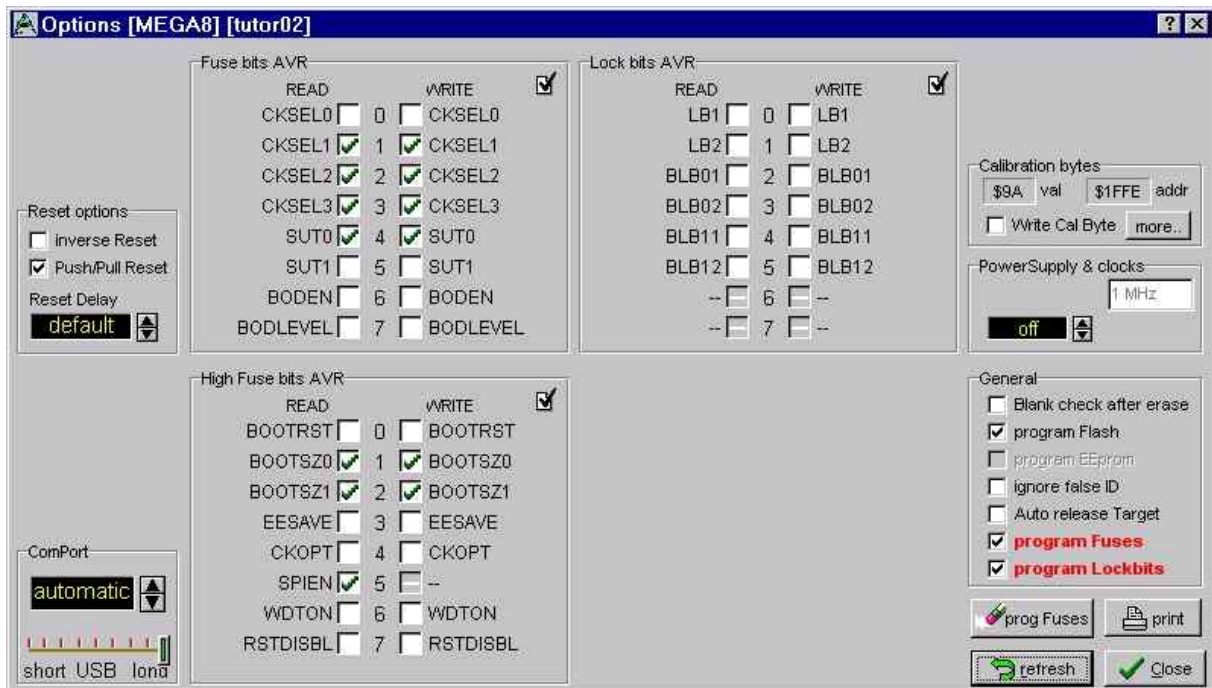 Options [MEGA8] [tutor02]
Reset options
inverse Reset
Push/Pull Reset
Reset Delay
default
ComPort
automatic
short USB long
Fuse bits AVR
READ WRITE
CKSEL0 0 CKSEL0
CKSEL1 1 CKSEL1
CKSEL2 2 CKSEL2
CKSEL3 3 CKSEL3
SUT0 4 SUT0
SUT1 5 SUT1
BODEN 6 BODEN
BODLEVEL 7 BODLEVEL
High Fuse bits AVR
READ WRITE
BOOTRST 0 BOOTRST
BOOTSZ0 1 BOOTSZ0
BOOTSZ1 2 BOOTSZ1
EESAVE 3 EESAVE
CKOPT 4 CKOPT
SPIEN 5 --
WDTON 6 WDTON
RSTDISBL 7 RSTDISBL
Lock bits AVR
READ WRITE
LB1 0 LB1
LB2 1 LB2
BLB01 2 BLB01
BLB02 3 BLB02
BLB11 4 BLB11
BLB12 5 BLB12
-- 6 --
-- 7 --
Calibration bytes
$9A val $1FFE addr
Write Cal Byte more..
PowerSupply & clocks
1 MHz
off
General
Blank check after erase
program Flash
program EEprom
ignore false ID
Auto release Target
program Fuses
program Lockbits
prog Fuses print
refresh Close